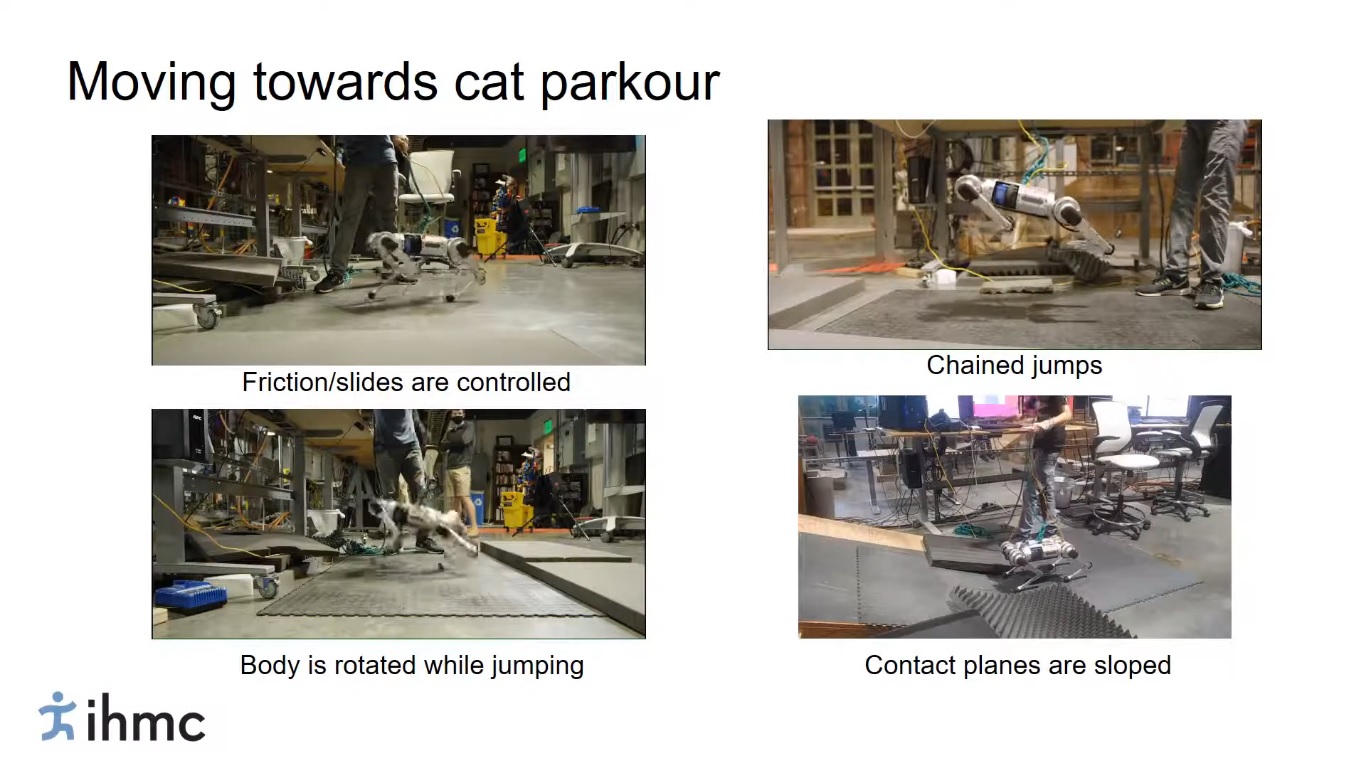 Moving towards cat parkour
Friction/slides are controlled
Chained jumps
Body is rotated while jumping
Contact planes are sloped
ihmc